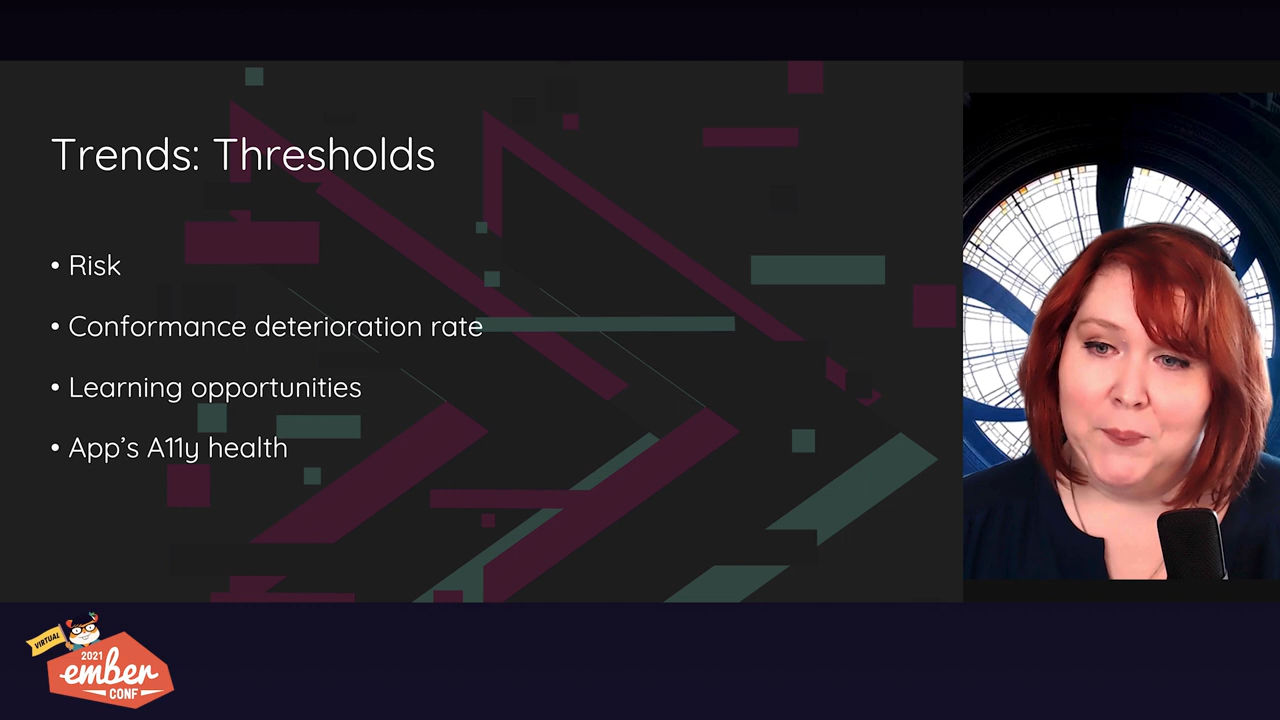 Trends: Thresholds
• Risk
• Conformance deterioration rate
• Learning opportunities
• App’s A11y health
VIRTUAL
2021
ember
CONF